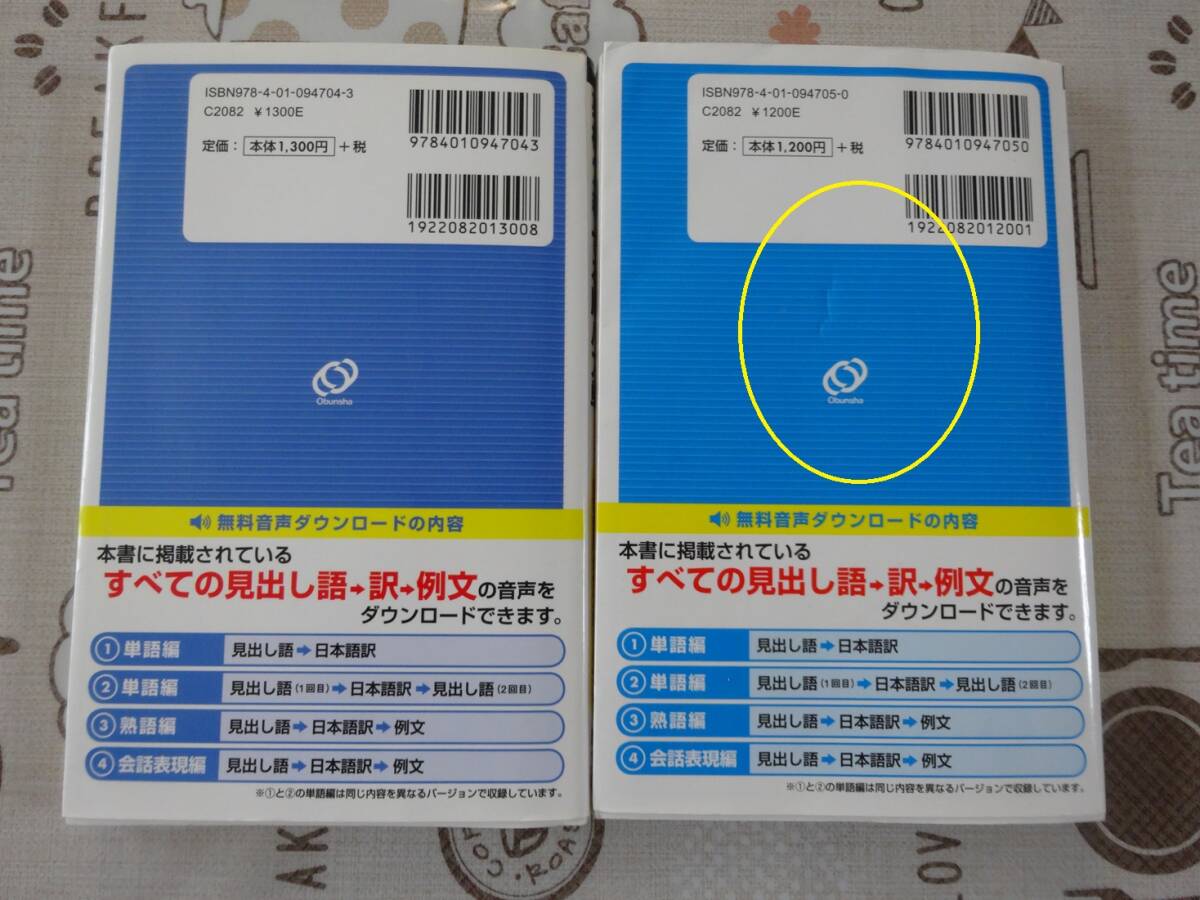 ISBN978-4-01-094704-3
C2082 ￥1300E
定価：本体1,300円＋税
9784010947043
1922082013008
Obunsha
無料音声ダウンロードの内容
本書に掲載されている
すべての見出し語→訳→例文の音声を
ダウンロードできます。
①単語編 見出し語→日本語訳
②単語編 見出し語(1回目)→日本語訳→見出し語(2回目)
③熟語編 見出し語→日本語訳→例文
④会話表現編 見出し語→日本語訳→例文
※①と②の単語編は同じ内容を異なるバージョンで収録しています。
ISBN978-4-01-094705-0
C2082 ￥1200E
定価：本体1,200円＋税
9784010947050
1922082012001
Obunsha
無料音声ダウンロードの内容
本書に掲載されている
すべての見出し語→訳→例文の音声を
ダウンロードできます。
①単語編 見出し語→日本語訳
②単語編 見出し語(1回目)→日本語訳→見出し語(2回目)
③熟語編 見出し語→日本語訳→例文
④会話表現編 見出し語→日本語訳→例文
※①と②の単語編は同じ内容を異なるバージョンで収録しています。
Tea time
Tea time